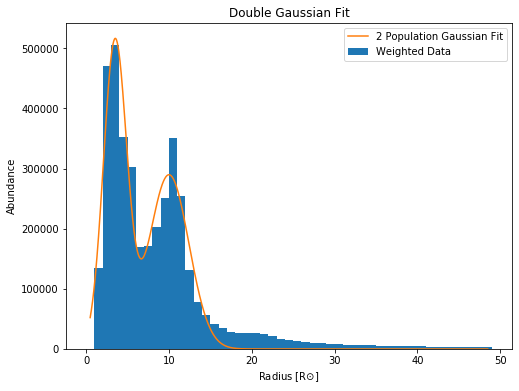 Double Gaussian Fit
2 Population Gaussian Fit
Weighted Data
Abundance
500000
400000
300000
200000
100000
0
0 10 20 30 40 50
Radius [R⊙]